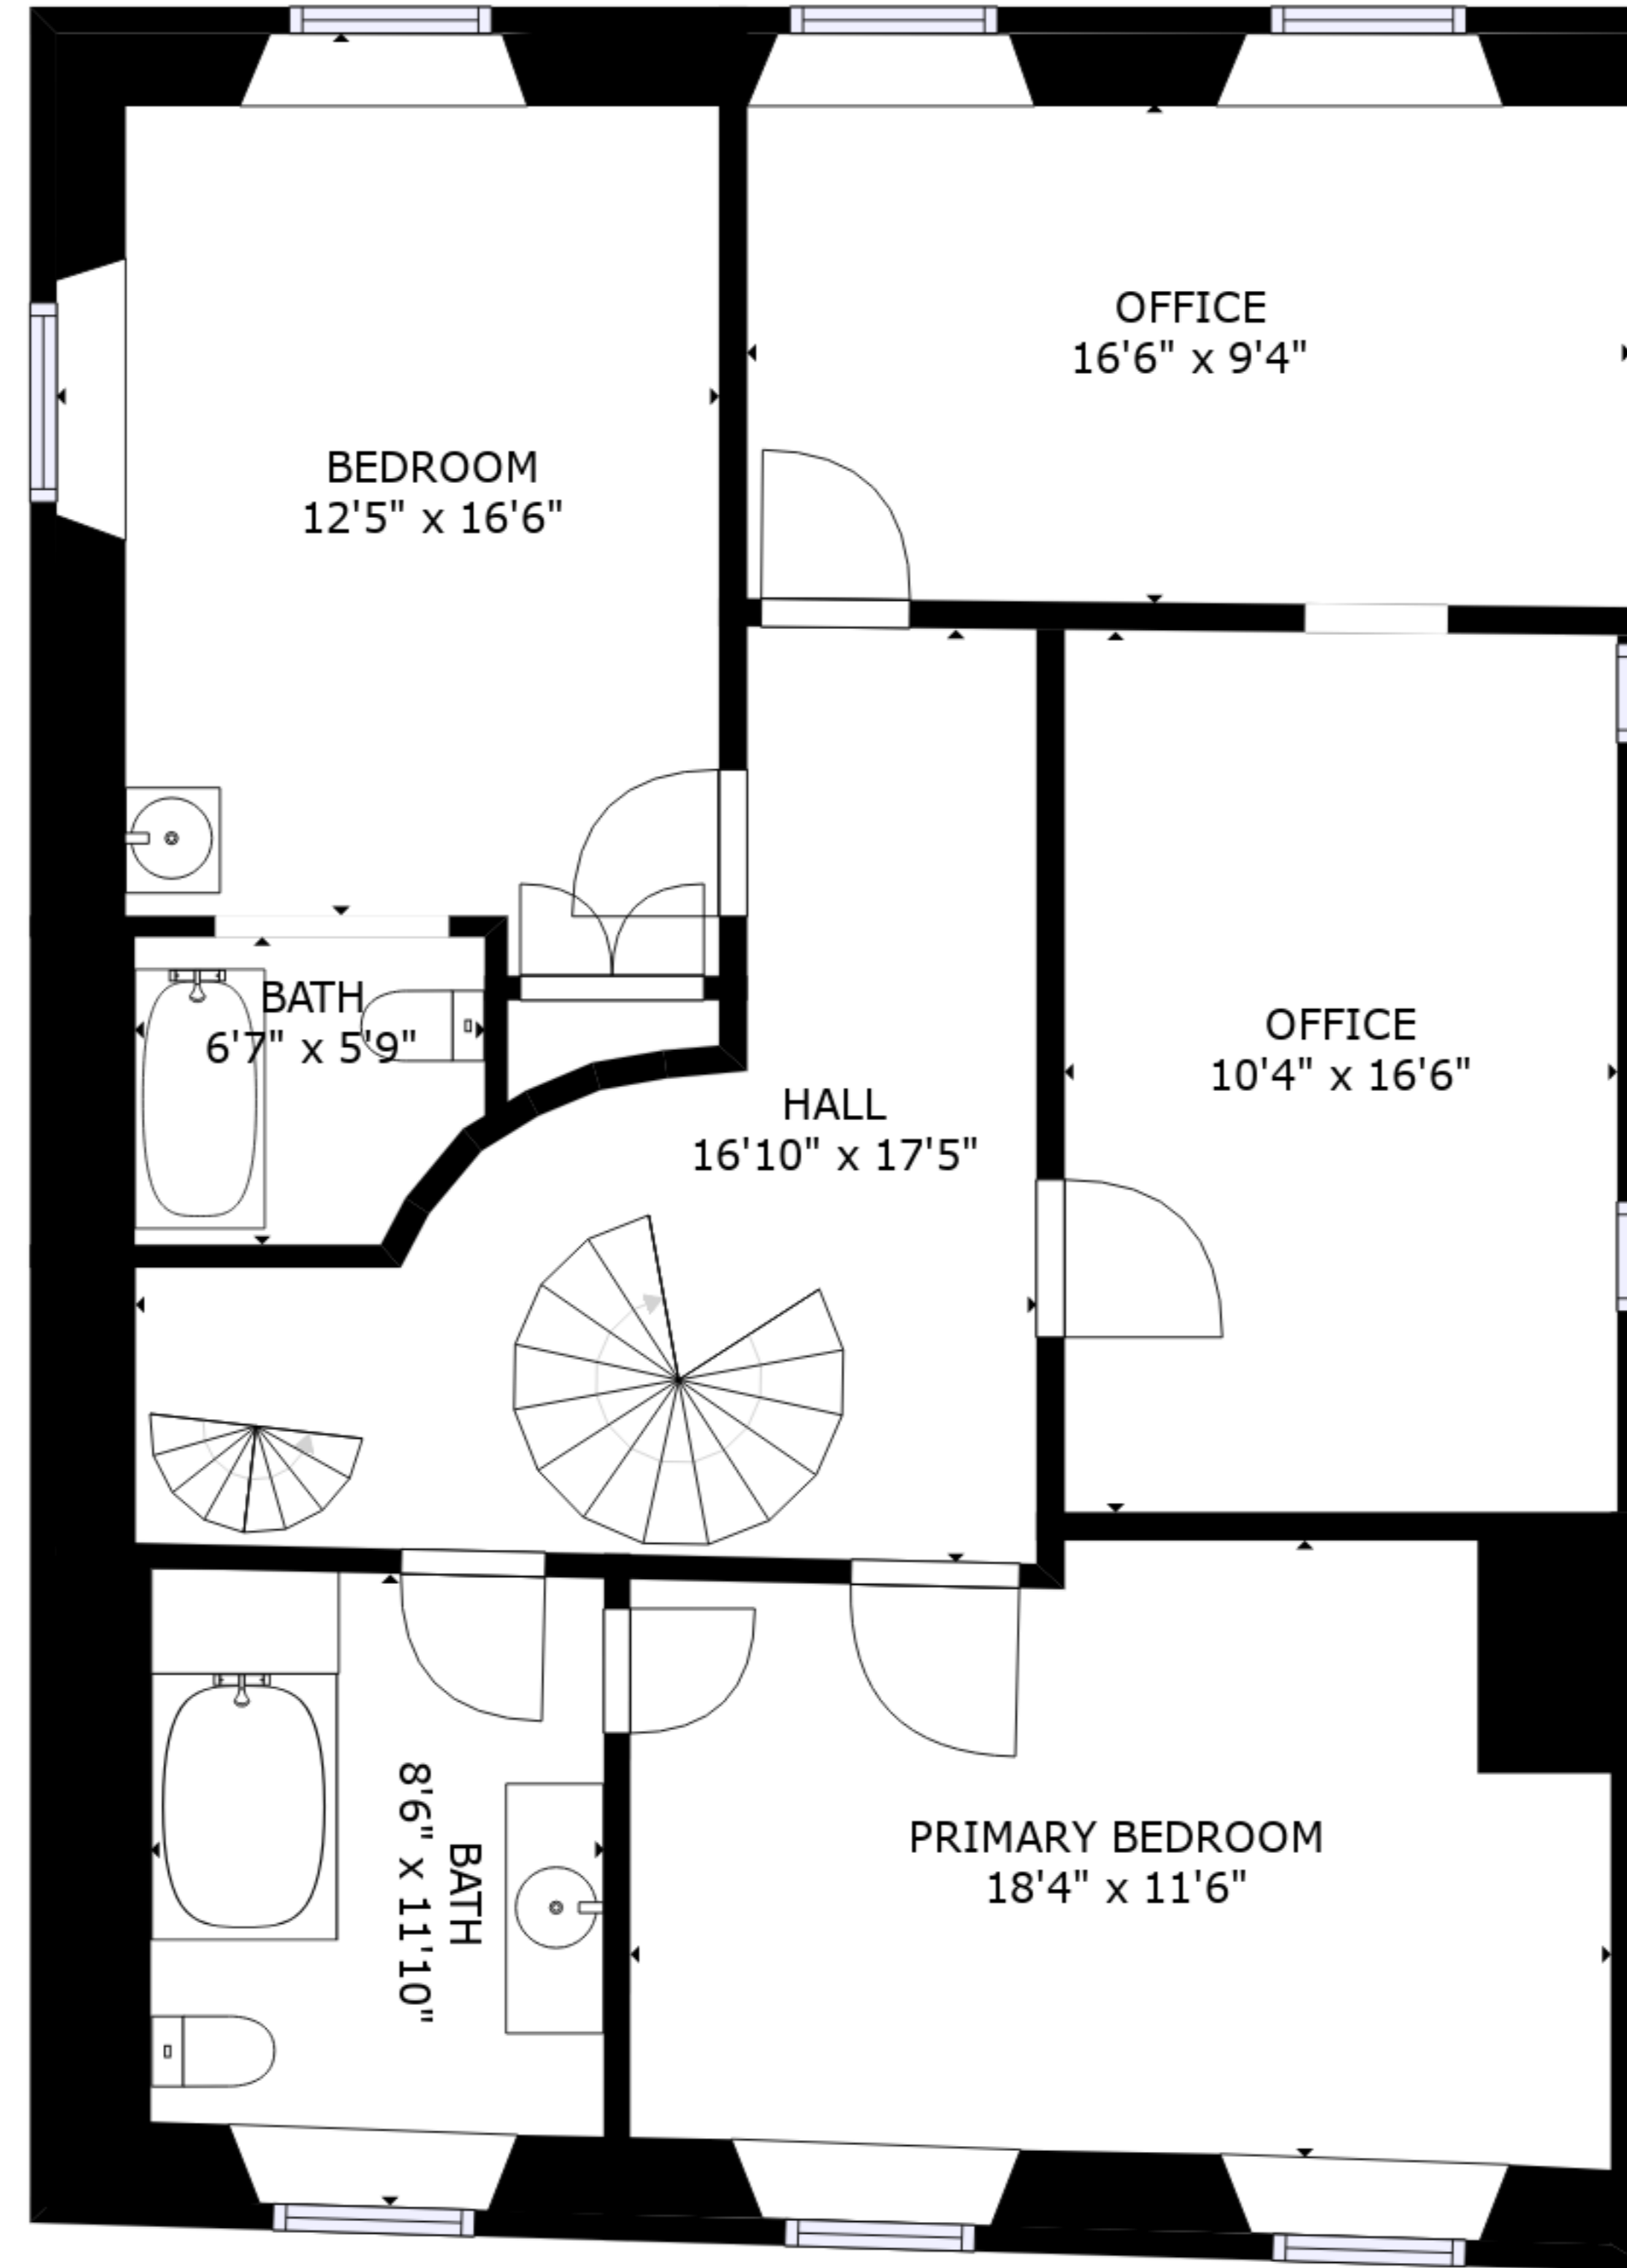 OFFICE
16'6" x 9'4"
BEDROOM
12'5" x 16'6"
BATH
6'7" x 5'9"
OFFICE
10'4" x 16'6"
HALL
16'10" x 17'5"
PRIMARY BEDROOM
18'4" x 11'6"
BATH
8'6" x 11'10"